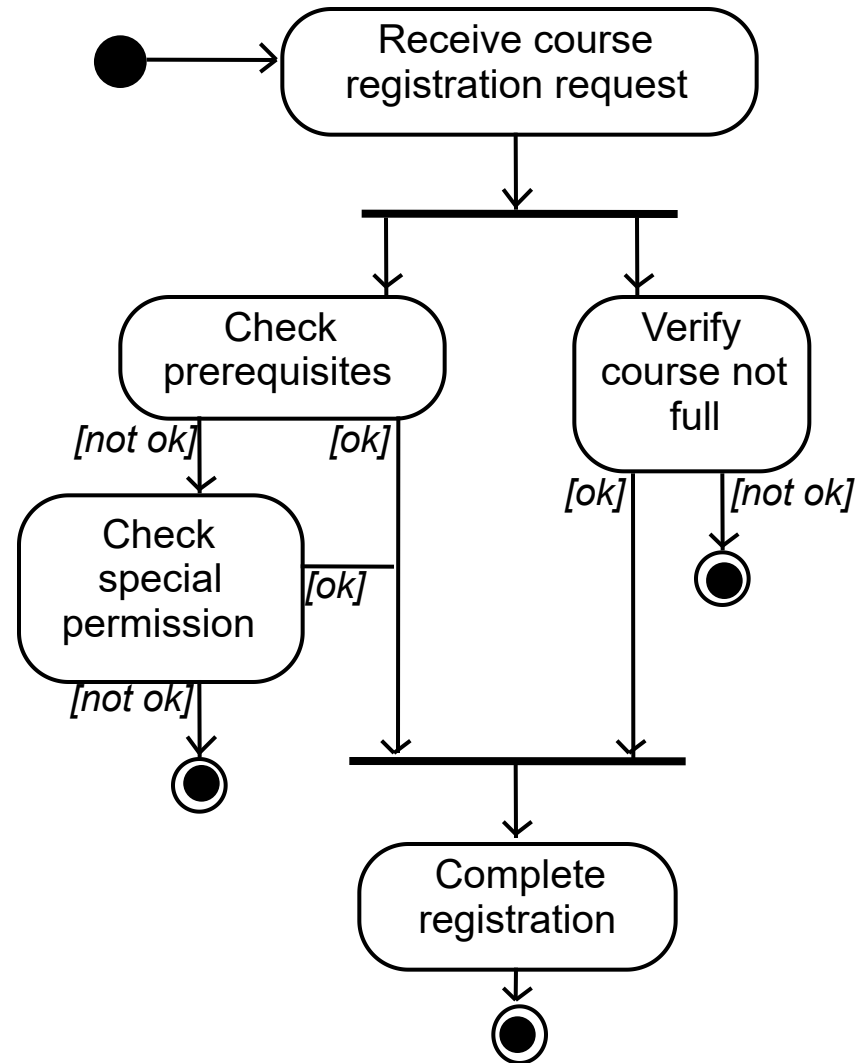 Receive course
registration request
Check
prerequisites
Verify
course not
full
[not ok]
[ok]
[ok]
[not ok]
Check
special
permission
[ok]
[not ok]
Complete
registration